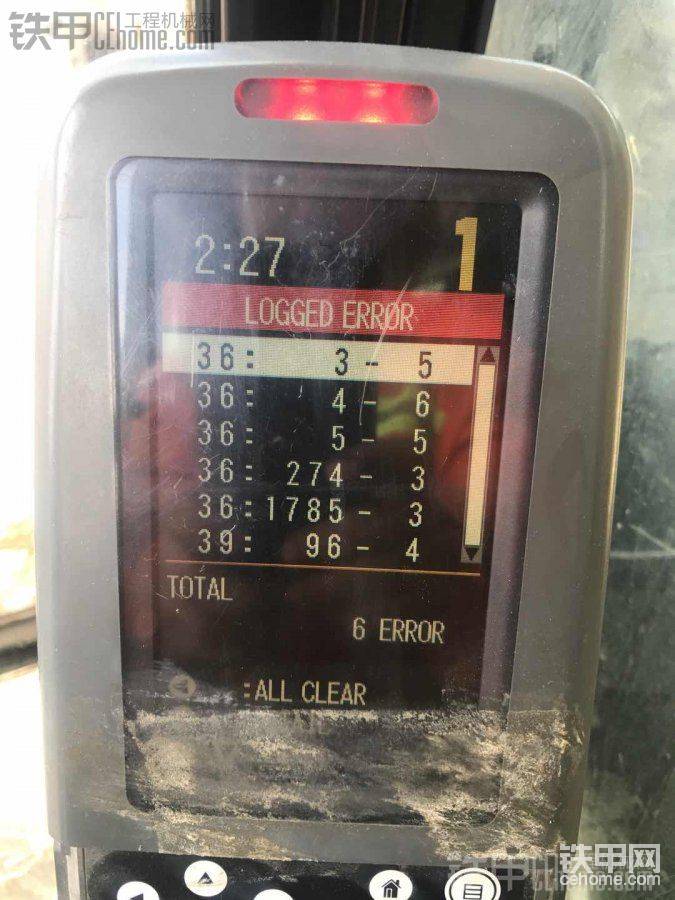 铁甲 CEhome.com 工程机械网
2:27
1
LOGGED ERROR
36: 3- 5
36: 4- 6
36: 5- 5
36: 274- 3
36:1785- 3
39: 96- 4
TOTAL
6 ERROR
:ALL CLEAR
铁甲网
cehome.com